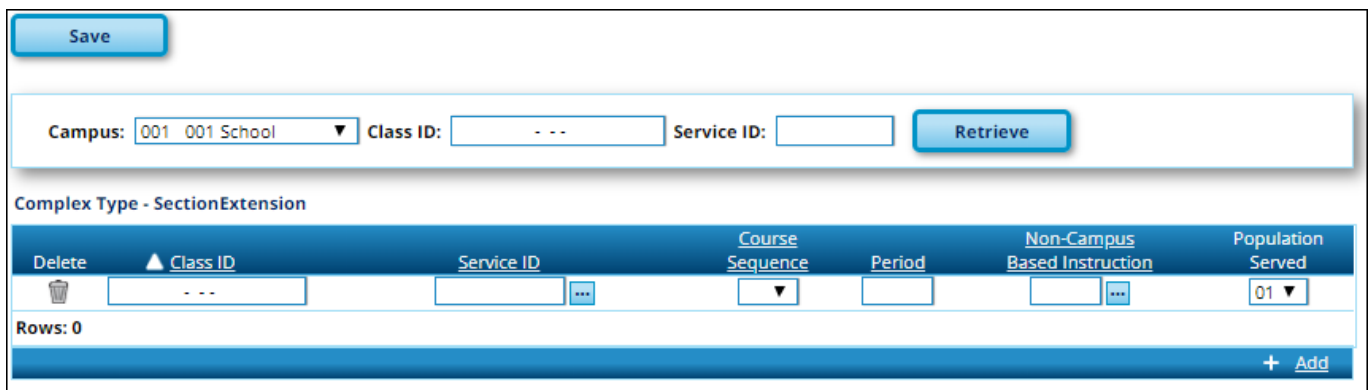 Save
Campus: 001 001 School Class ID: - - - Service ID: Retrieve
Complex Type - SectionExtension
Course Non-Campus Population
Delete Class ID Service ID Sequence Period Based Instruction Served
- - - ... ... 01
Rows: 0
+ Add